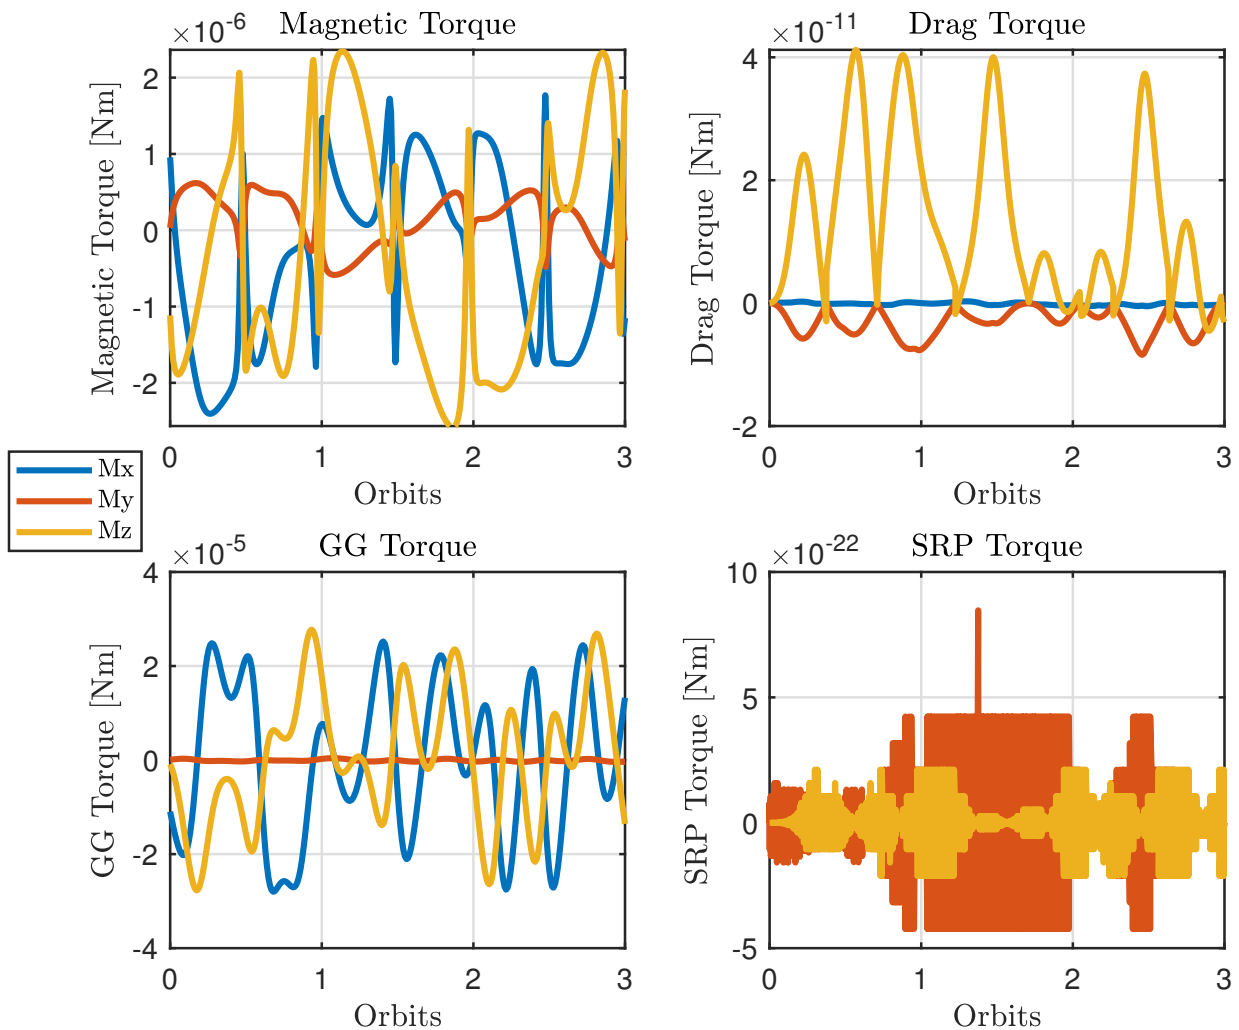 Magnetic Torque
×10-6
Magnetic Torque [Nm]
2
1
0
-1
-2
0 1 2 3
Orbits
Drag Torque
×10-11
Drag Torque [Nm]
4
2
0
-2
0 1 2 3
Orbits
Mx
My
Mz
GG Torque
×10-5
GG Torque [Nm]
4
2
0
-2
-4
0 1 2 3
Orbits
SRP Torque
×10-22
SRP Torque [Nm]
10
5
0
-5
0 1 2 3
Orbits